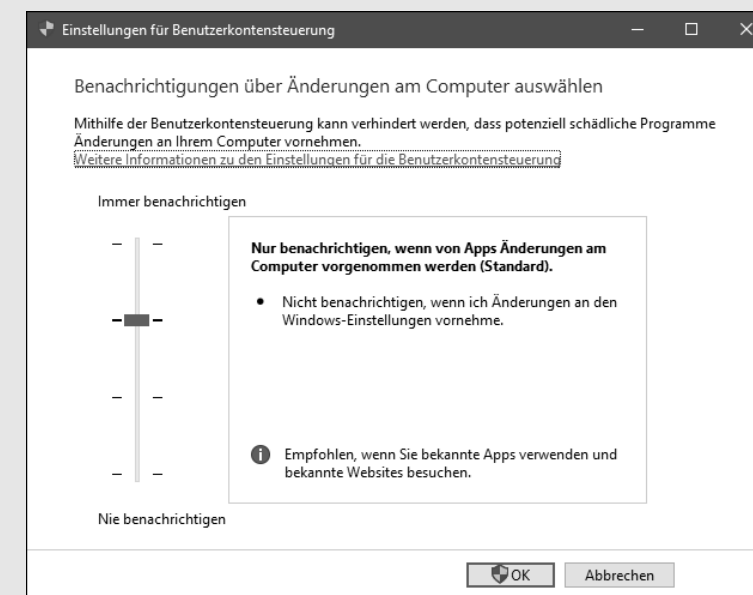 Einstellungen für Benutzerkontensteuerung
Benachrichtigungen über Änderungen am Computer auswählen
Mithilfe der Benutzerkontensteuerung kann verhindert werden, dass potenziell schädliche Programme
Änderungen an Ihrem Computer vornehmen.
Weitere Informationen zu den Einstellungen für die Benutzerkontensteuerung
Immer benachrichtigen
Nur benachrichtigen, wenn von Apps Änderungen am
Computer vorgenommen werden (Standard).
• Nicht benachrichtigen, wenn ich Änderungen an den
Windows-Einstellungen vornehme.
Empfohlen, wenn Sie bekannte Apps verwenden und
bekannte Websites besuchen.
Nie benachrichtigen
OK Abbrechen